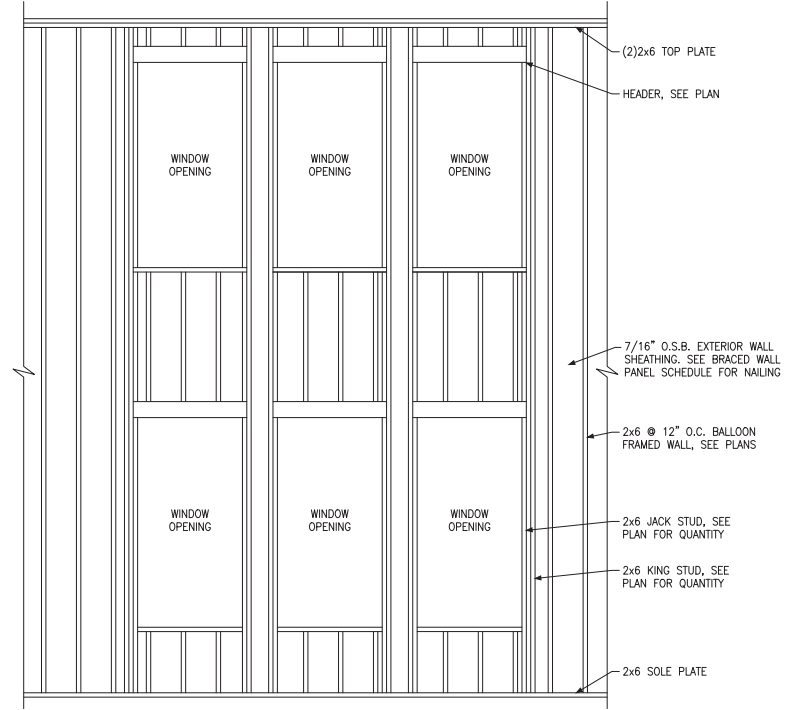 (2)2x6 TOP PLATE
HEADER, SEE PLAN
WINDOW
OPENING
WINDOW
OPENING
WINDOW
OPENING
7/16" O.S.B. EXTERIOR WALL
SHEATHING. SEE BRACED WALL
PANEL SCHEDULE FOR NAILING
2x6 @ 12" O.C. BALLOON
FRAMED WALL, SEE PLANS
WINDOW
OPENING
WINDOW
OPENING
WINDOW
OPENING
2x6 JACK STUD, SEE
PLAN FOR QUANTITY
2x6 KING STUD, SEE
PLAN FOR QUANTITY
2x6 SOLE PLATE